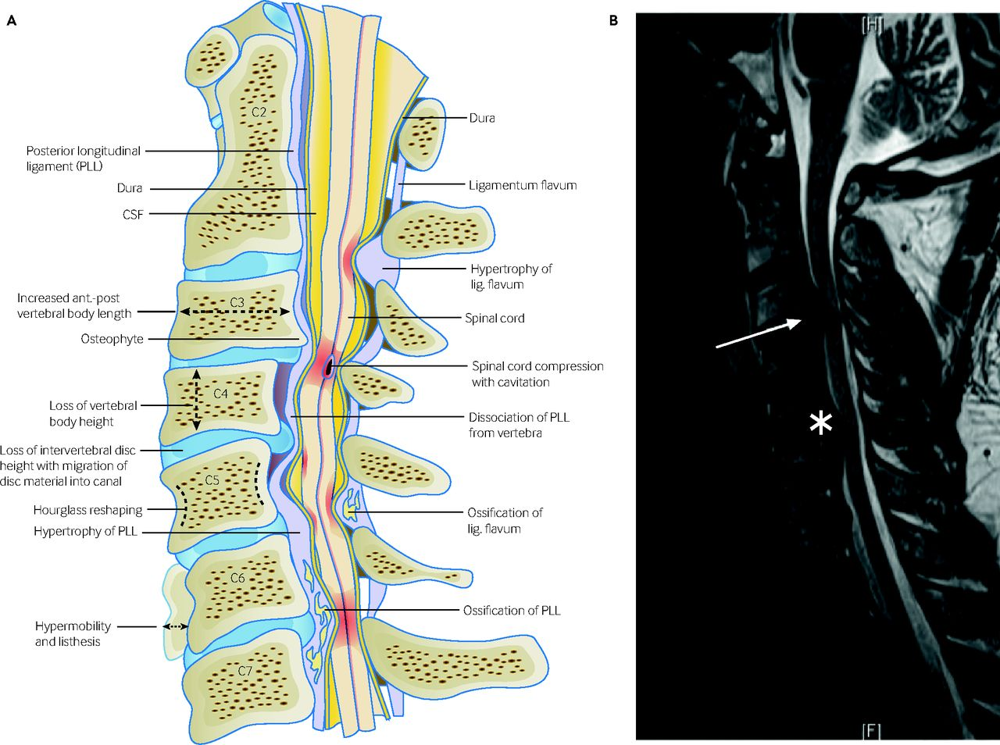 A
B
[H]
C2
Dura
Posterior longitudinal
ligament (PLL)
Ligamentum flavum
Dura
CSF
Hypertrophy of
lig. flavum
Increased ant.-post
vertebral body length
C3
Spinal cord
Osteophyte
Spinal cord compression
with cavitation
C4
Loss of vertebral
body height
Dissociation of PLL
from vertebra
*
Loss of intervertebral disc
height with migration of
disc material into canal
C5
Hourglass reshaping
Ossification of
lig. flavum
Hypertrophy of PLL
C6
Ossification of PLL
Hypermobility
and listhesis
C7
[F]